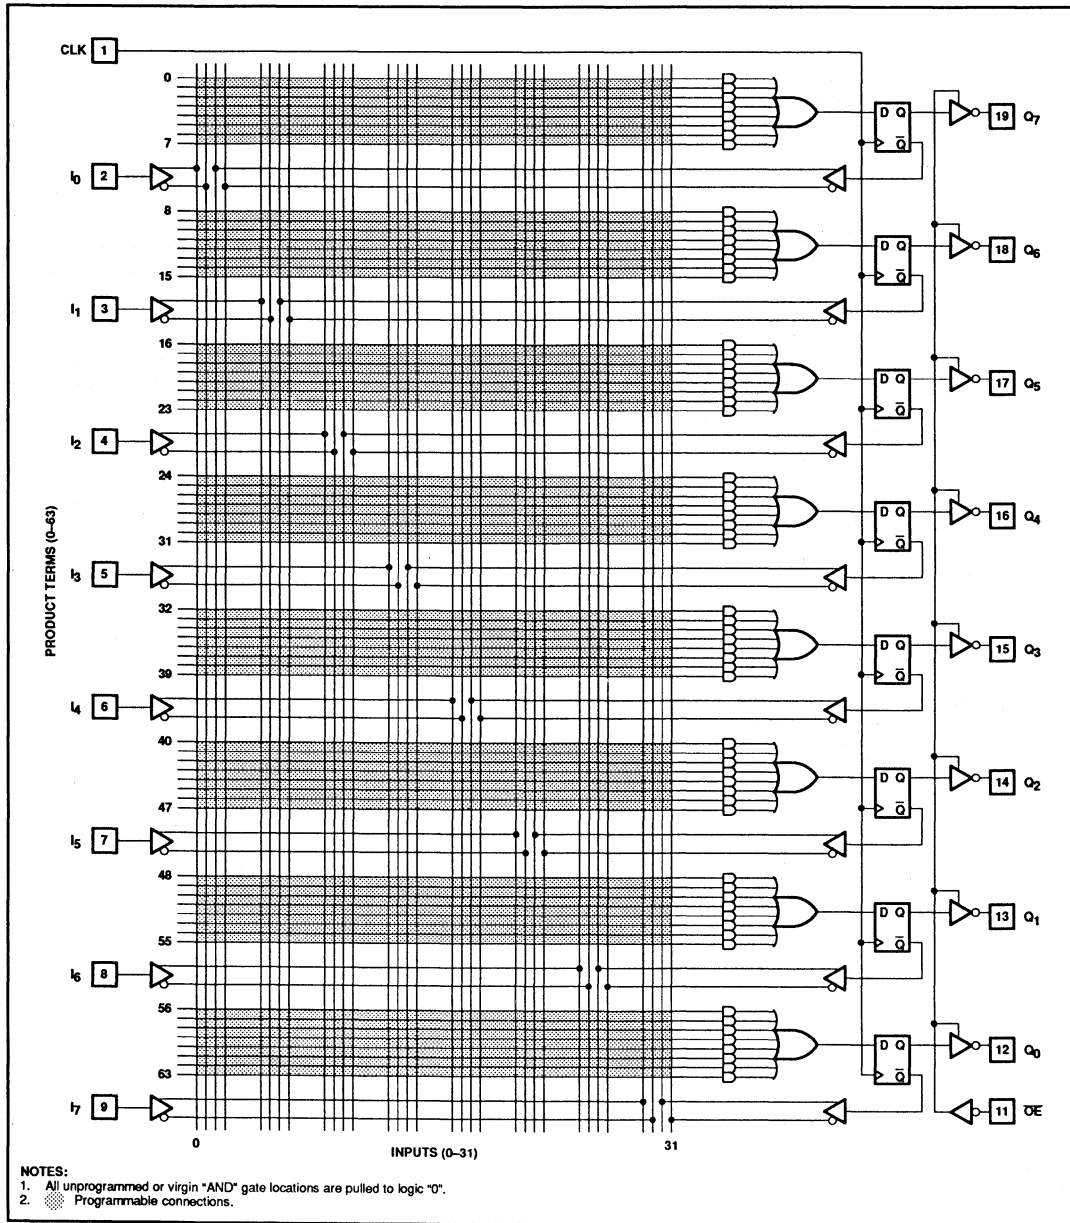 CLK 1
0
D Q
19 Q7
7
Q̅
I0 2
8
D Q
18 Q6
15
Q̅
I1 3
16
D Q
17 Q5
23
Q̅
I2 4
24
D Q
16 Q4
31
Q̅
PRODUCT TERMS (0–63)
I3 5
32
D Q
15 Q3
39
Q̅
I4 6
40
D Q
14 Q2
47
Q̅
I5 7
48
D Q
13 Q1
55
Q̅
I6 8
56
D Q
12 Q0
63
Q̅
I7 9
11 O̅E̅
0
INPUTS (0–31)
31
NOTES:
1. All unprogrammed or virgin "AND" gate locations are pulled to logic "0".
2. Programmable connections.